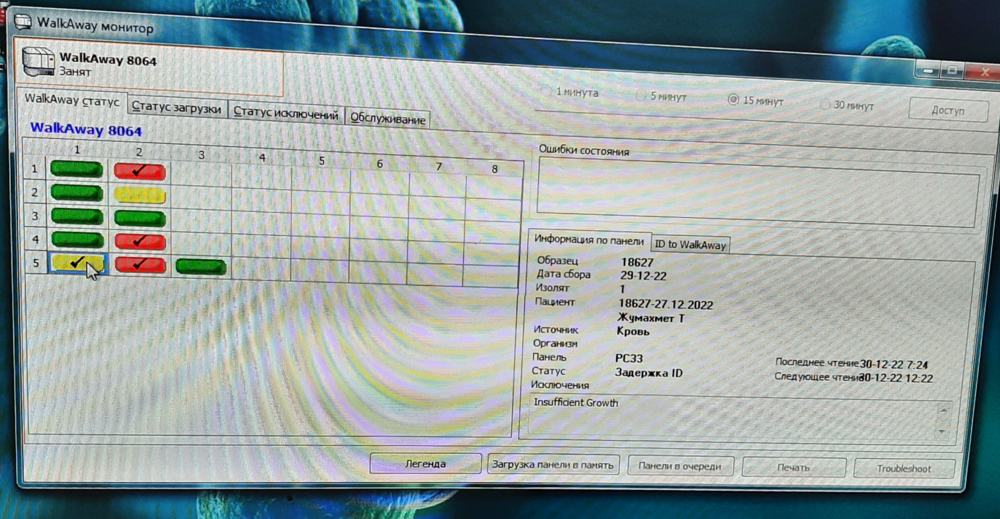 WalkAway монитор
WalkAway 8064
Занят
1 минута 5 минут 15 минут 30 минут Доступ
WalkAway статус Статус загрузки Статус исключений Обслуживание
WalkAway 8064
1 2 3 4 5 6 7 8
1
2
3
4
5
Ошибки состояния
Информация по панели ID to WalkAway
Образец 18627
Дата сбора 29-12-22
Изолят 1
Пациент 18627-27.12.2022
Жумахмет Т
Источник Кровь
Организм
Панель PC33 Последнее чтение 30-12-22 7:24
Статус Задержка ID Следующее чтение 30-12-22 12:22
Исключения
Insufficient Growth
Легенда Загрузка панели в память Панели в очереди Печать Troubleshoot